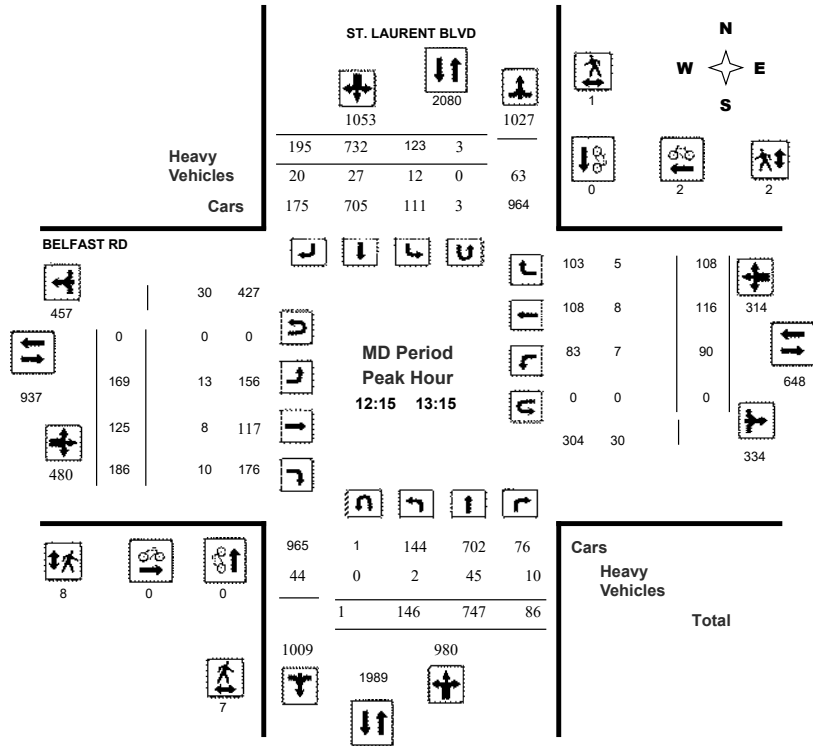 ST. LAURENT BLVD
N
W E
S
1053 2080 1027 1
195 732 123 3
Heavy
Vehicles
20 27 12 0 63
Cars 175 705 111 3 964
0 2 2
BELFAST RD
457 30 427
0 0 0
937
169 13 156
125 8 117
480 186 10 176
MD Period
Peak Hour
12:15 13:15
103 5 108
314
108 8 116
83 7 90
648
0 0 0
304 30
334
965 1 144 702 76 Cars
44 0 2 45 10 Heavy
Vehicles
1 146 747 86 Total
8 0 0
1009 1989 980
7